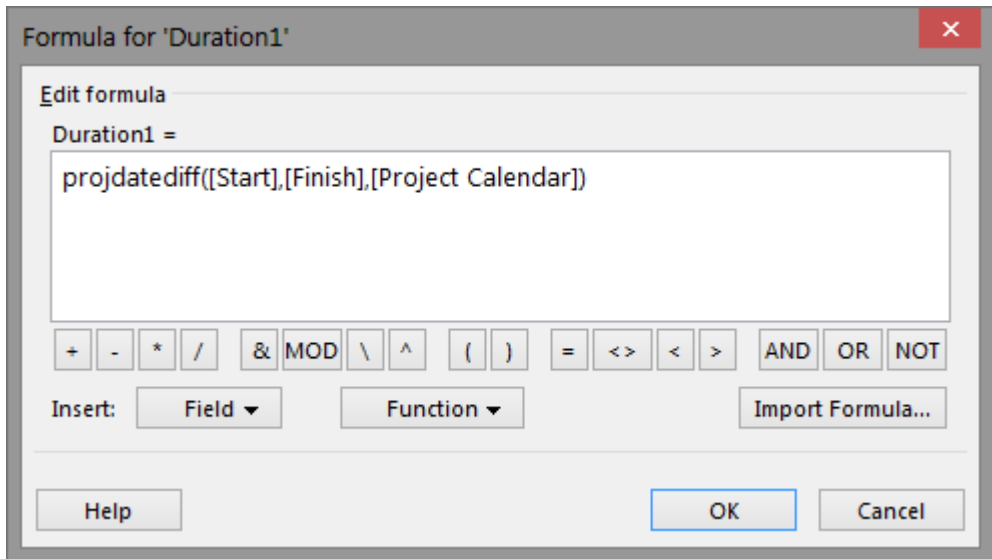 Formula for 'Duration1'
×
Edit formula
Duration1 =
projdatediff([Start],[Finish],[Project Calendar])
+ - * / & MOD \ ^ ( ) = <> < > AND OR NOT
Insert: Field Function Import Formula...
Help OK Cancel